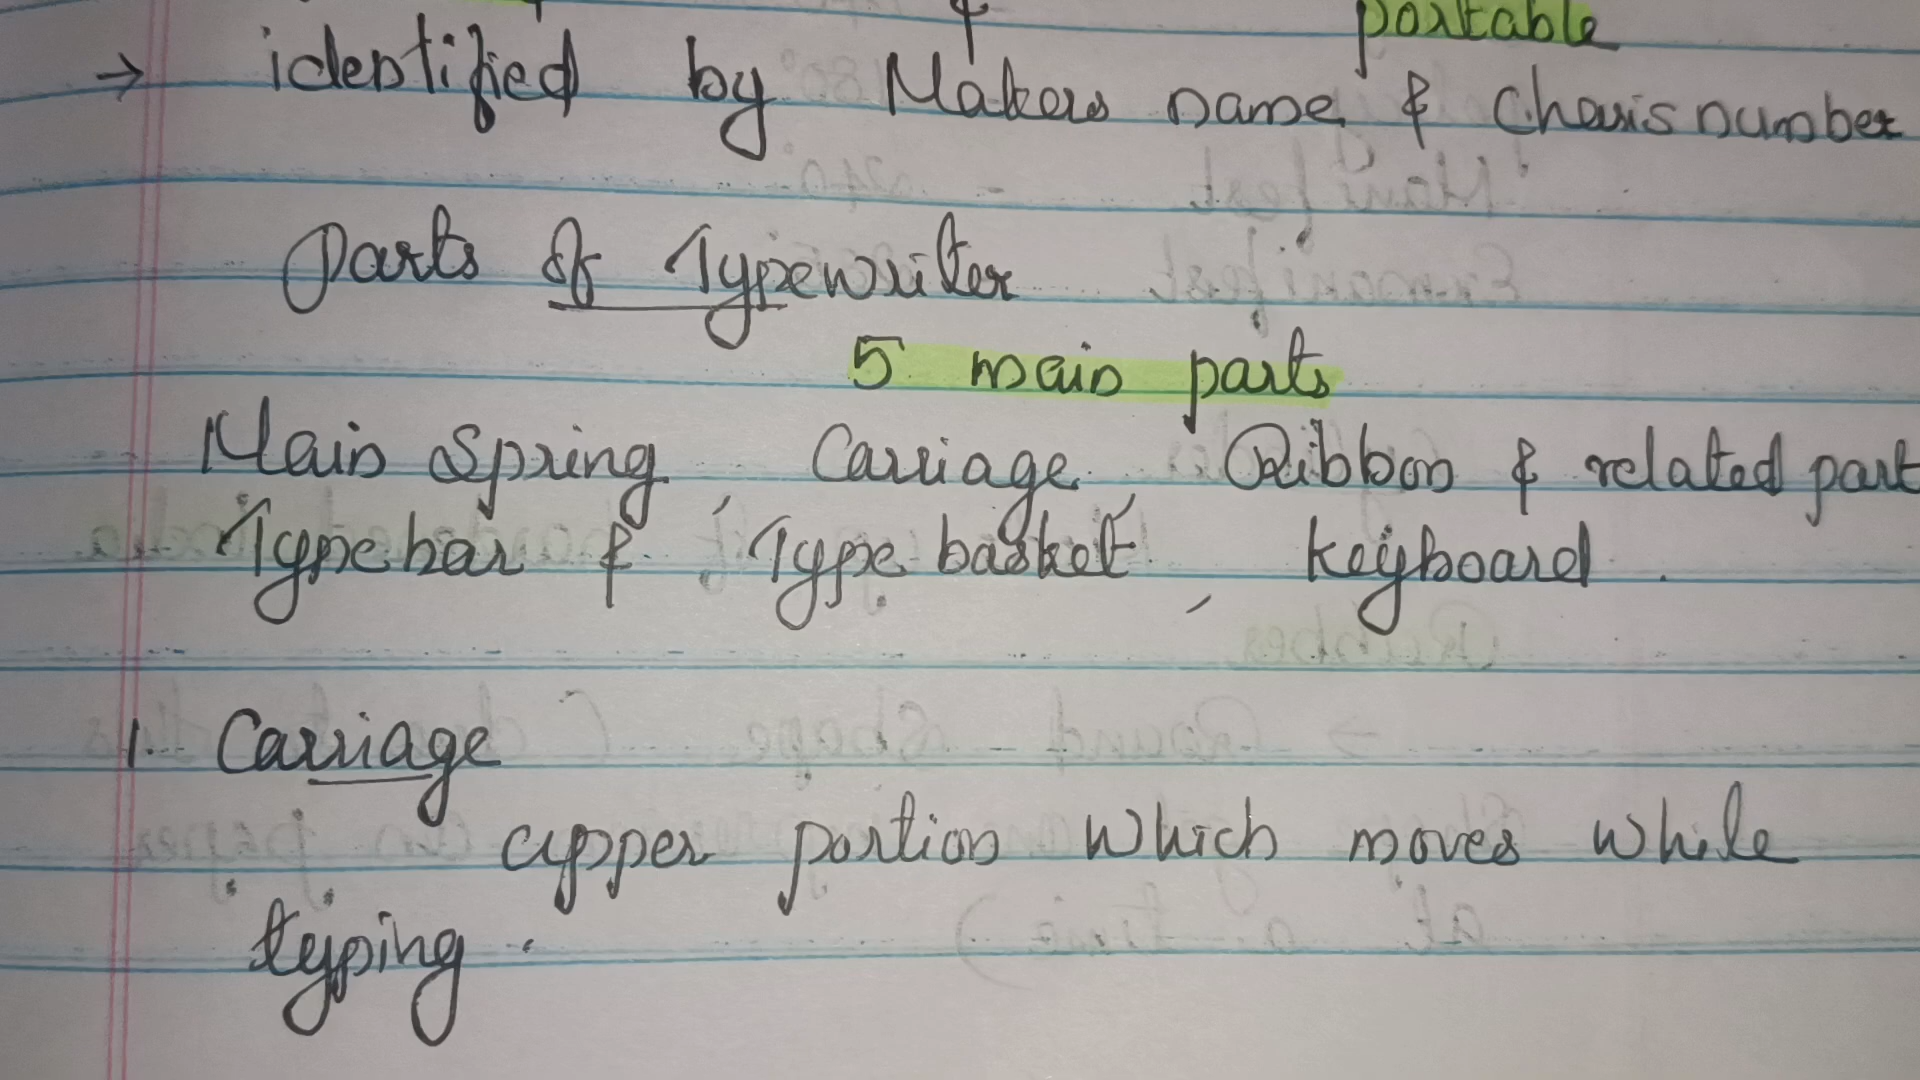 portable
→ identified by Makers name & Chasis number
Parts of Typewriter
5 main parts
Main Spring, Carriage, Ribbon & related part
Typebar & Type basket, keyboard.
1. Carriage
upper portion which moves while
typing.